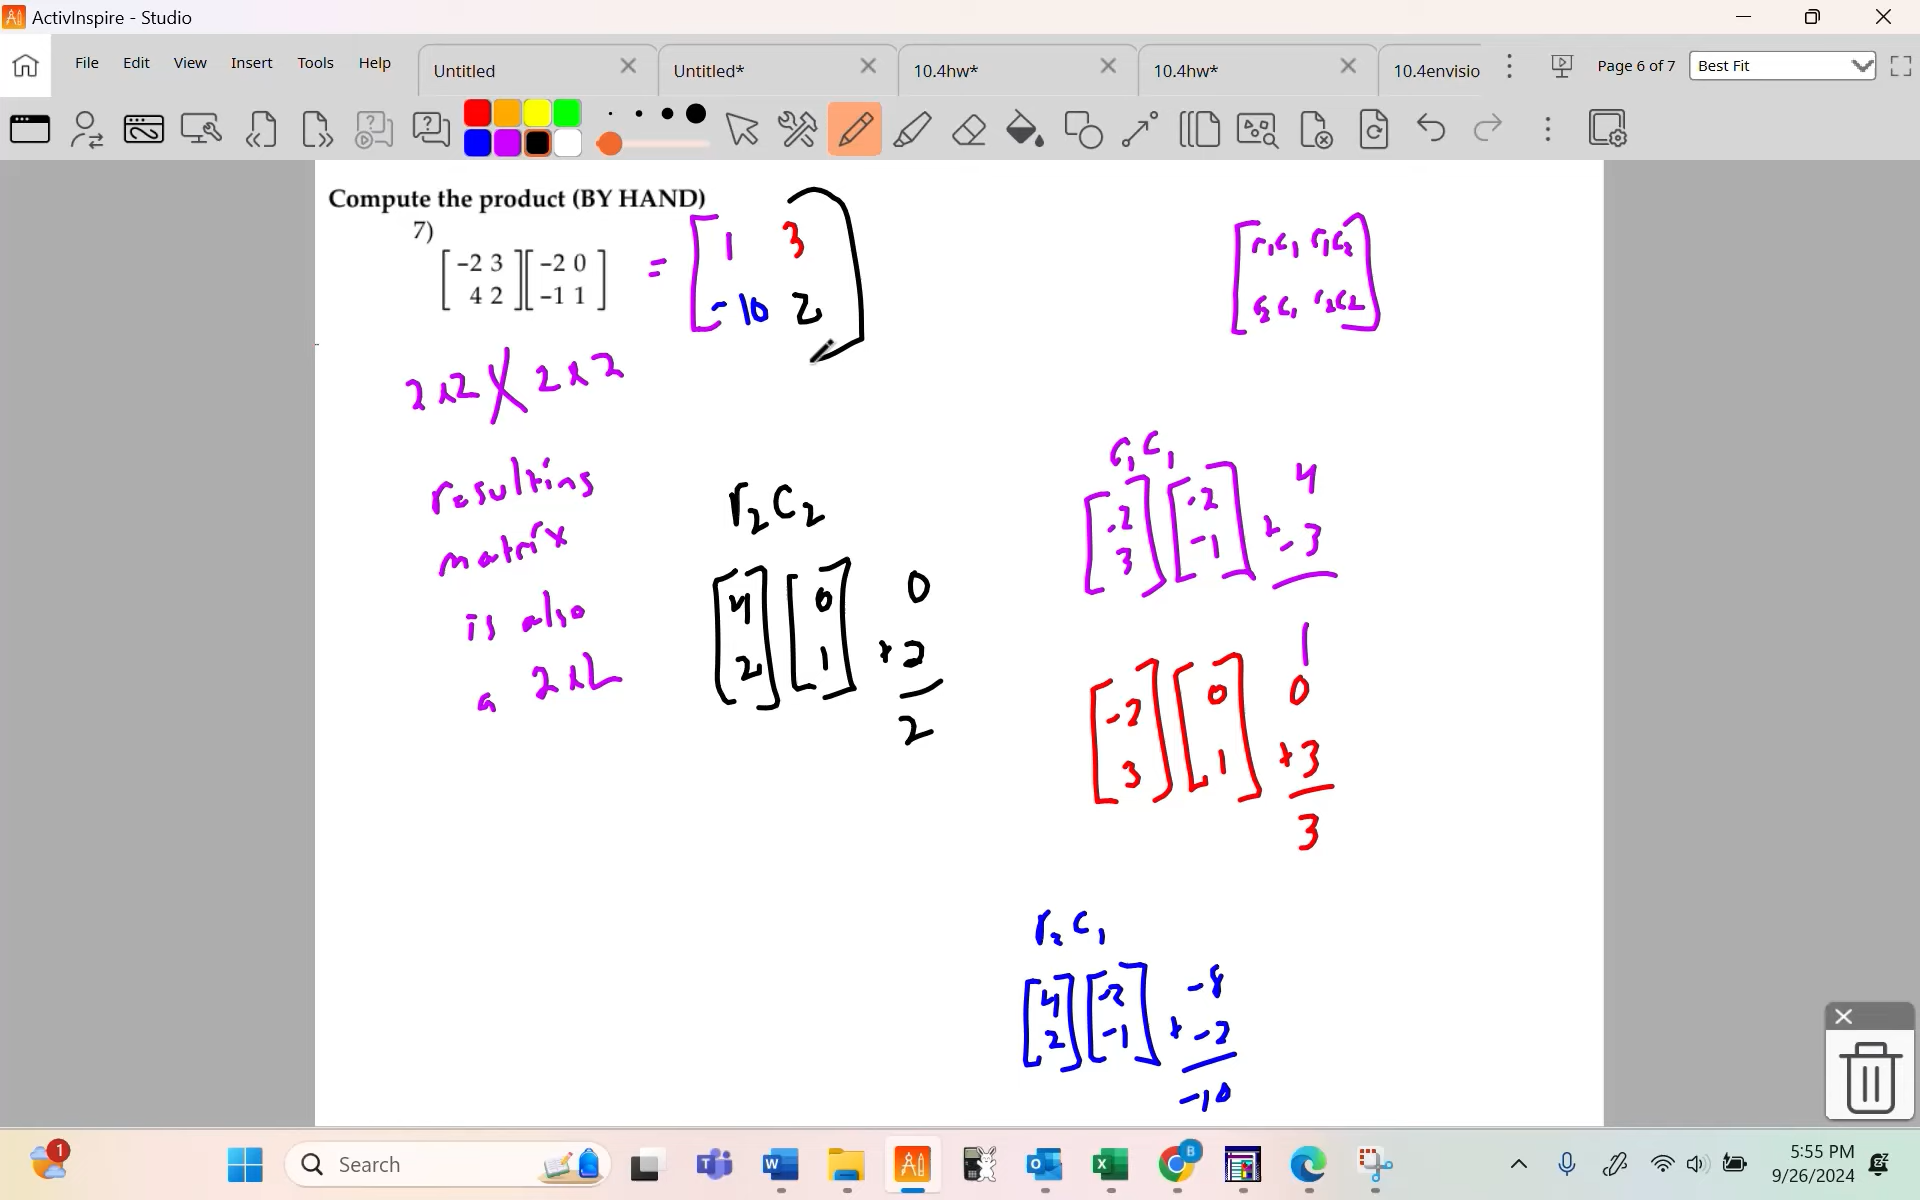 ActivInspire - Studio
File Edit View Insert Tools Help
Untitled
Untitled*
10.4hw*
10.4hw*
10.4envisio
Page 6 of 7
Best Fit
Compute the product (BY HAND)
7)
-2 3 -2 0
4 2 -1 1
= 1 3
-10 2
r₁c₁ r₁c₂
r₂c₁ r₂c₂
2x2 X 2x2
resulting
matrix
is also
a 2x2
r₂c₂
4 0 0
2 1 +2
2
r₁c₁
-2 -2 4
3 -1 + -3
1
-2 0 0
3 1 +3
3
r₂c₁
4 -2 -8
2 -1 + -2
-10
1
Search
5:55 PM
9/26/2024